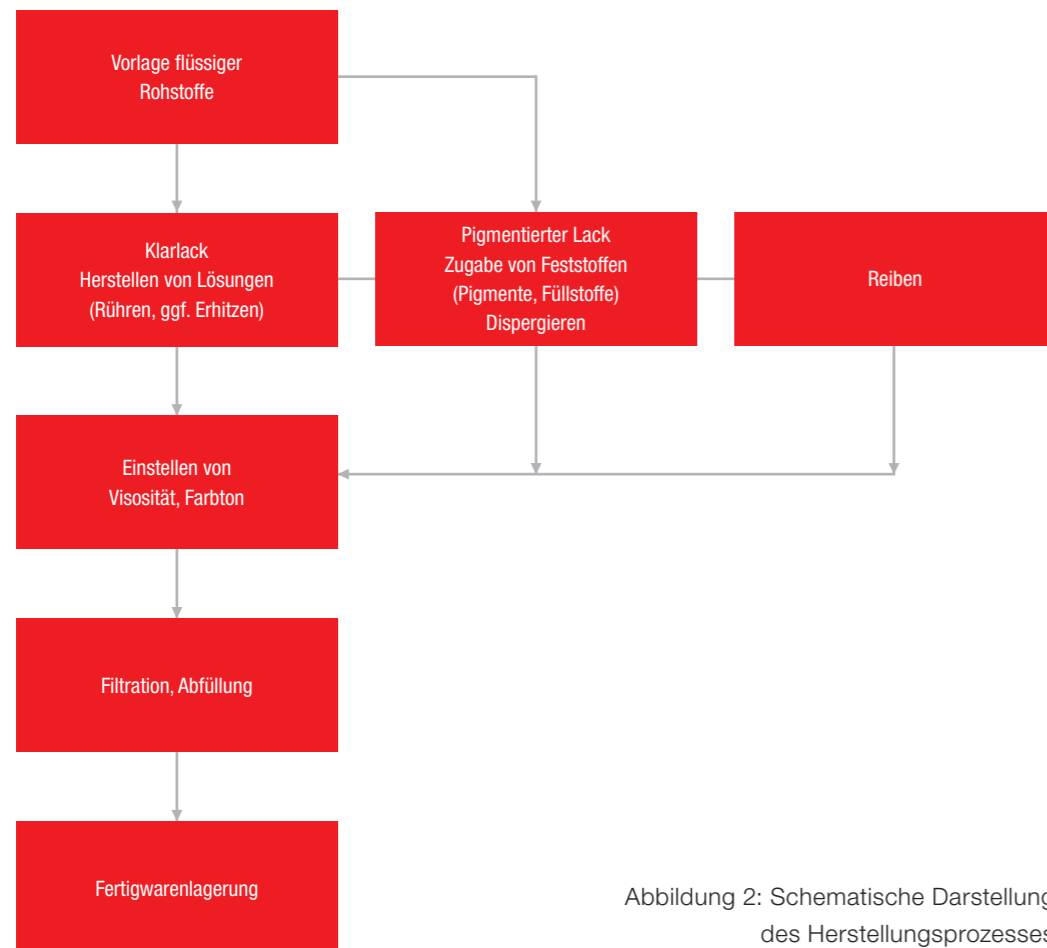 Vorlage flüssiger
Rohstoffe
Klarlack
Herstellen von Lösungen
(Rühren, ggf. Erhitzen)
Pigmentierter Lack
Zugabe von Feststoffen
(Pigmente, Füllstoffe)
Dispergieren
Reiben
Einstellen von
Visosität, Farbton
Filtration, Abfüllung
Fertigwarenlagerung
Abbildung 2: Schematische Darstellung
des Herstellungsprozesses